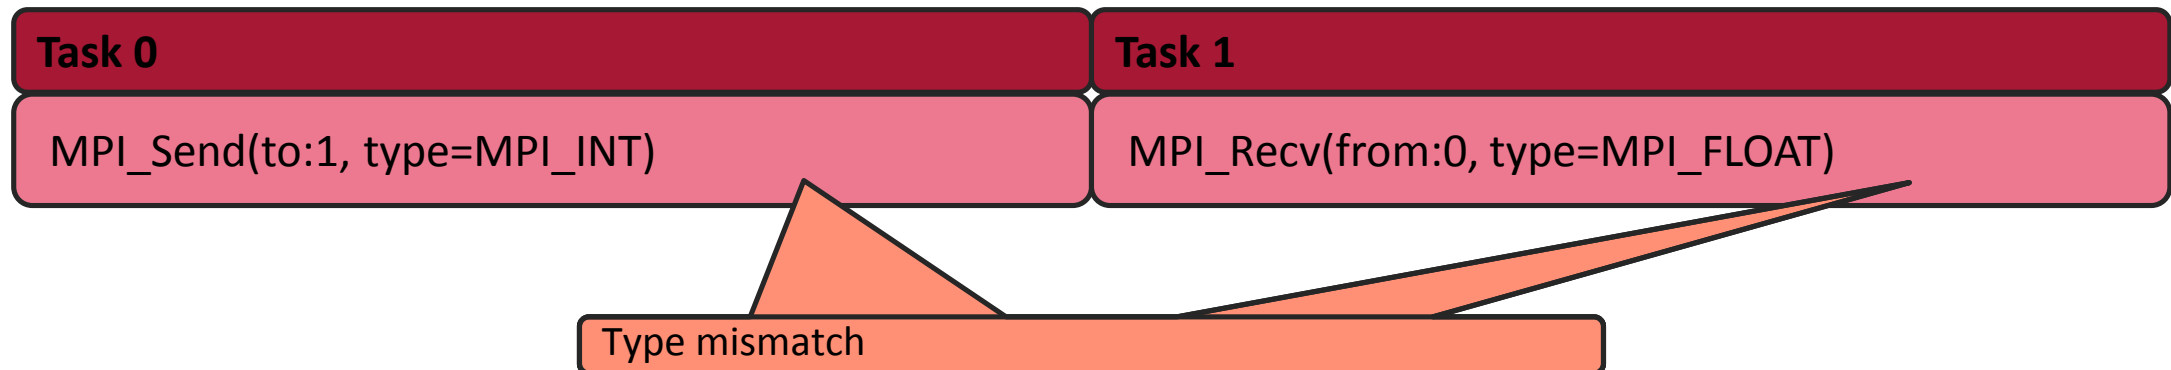 Task 0
Task 1
MPI_Send(to:1, type=MPI_INT)
MPI_Recv(from:0, type=MPI_FLOAT)
Type mismatch